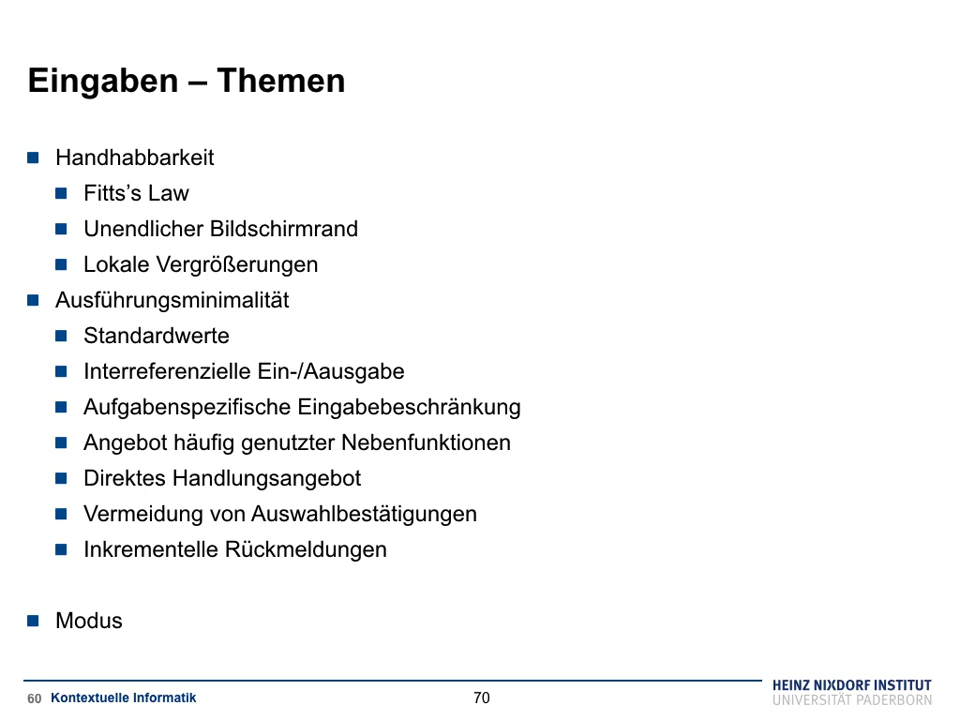 Eingaben – Themen
Handhabbarkeit
Fitts’s Law
Unendlicher Bildschirmrand
Lokale Vergrößerungen
Ausführungsminimalität
Standardwerte
Interreferenzielle Ein-/Aausgabe
Aufgabenspezifische Eingabebeschränkung
Angebot häufig genutzter Nebenfunktionen
Direktes Handlungsangebot
Vermeidung von Auswahlbestätigungen
Inkrementelle Rückmeldungen
Modus
60 Kontextuelle Informatik
70
HEINZ NIXDORF INSTITUT
UNIVERSITÄT PADERBORN